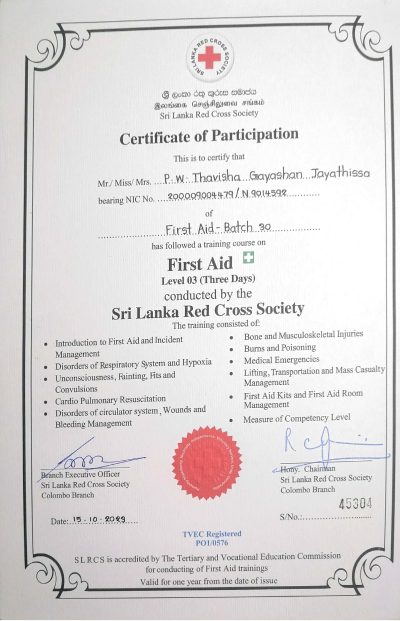 SRI LANKA RED CROSS SOCIETY
ශ්‍රී ලංකා රතු කුරුස සමාජය
இலங்கை செஞ்சிலுவை சங்கம்
Sri Lanka Red Cross Society
Certificate of Participation
This is to certify that
Mr./ Miss/ Mrs. P. W. Thavisha Gayashan Jayathissa
bearing NIC No. 200009004479 / N 9014598
of
First Aid - Batch 30
has followed a training course on
First Aid
Level 03 (Three Days)
conducted by the
Sri Lanka Red Cross Society
The training consisted of:
• Introduction to First Aid and Incident
Management
• Disorders of Respiratory System and Hypoxia
• Unconsciousness, Fainting, Fits and
Convulsions
• Cardio Pulmonary Resuscitation
• Disorders of circulator system, Wounds and
Bleeding Management
• Bone and Musculoskeletal Injuries
• Burns and Poisoning
• Medical Emergencies
• Lifting, Transportation and Mass Casualty
Management
• First Aid Kits and First Aid Room
Management
• Measure of Competency Level
Branch Executive Officer
Sri Lanka Red Cross Society
Colombo Branch
Hony. Chairman
Sri Lanka Red Cross Society
Colombo Branch
45304
S/No.:
Date: 15 - 10 -
TVEC Registered
PO1/0576
S L R C S is accredited by The Tertiary and Vocational Education Commission
for conducting of First Aid trainings
Valid for one year from the date of issue